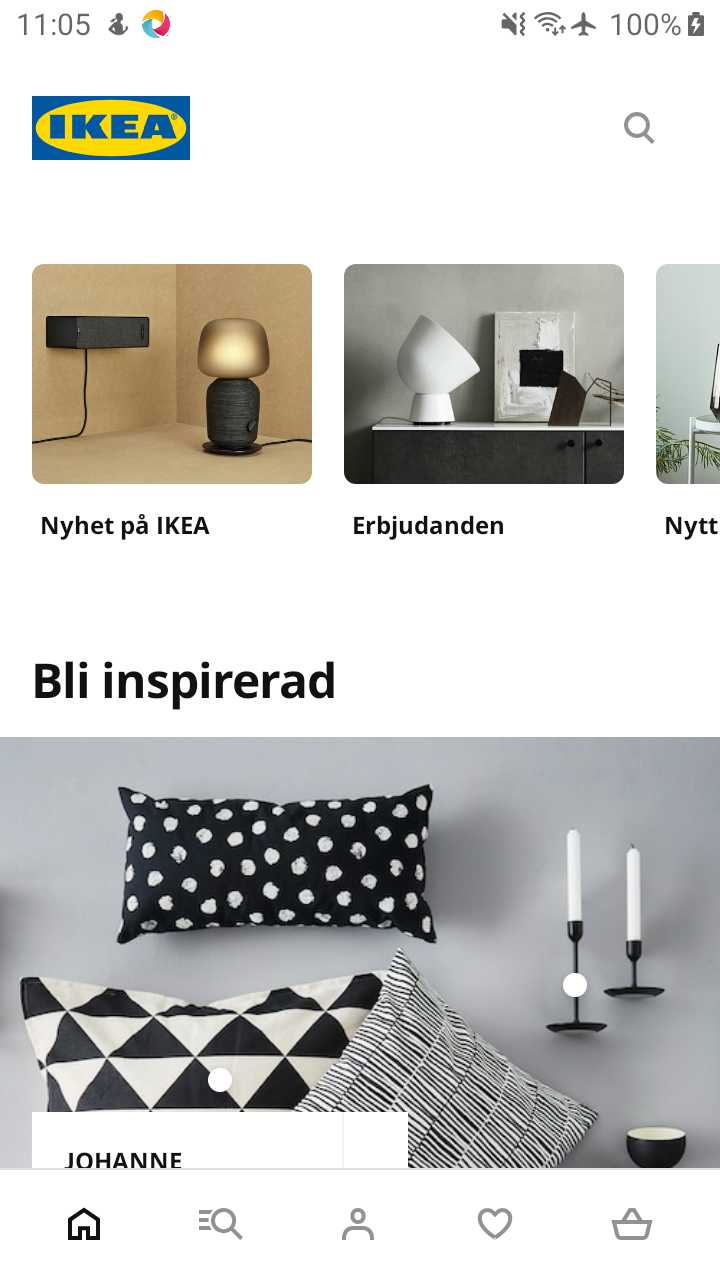 11:05
100%
IKEA
Nyhet på IKEA
Erbjudanden
Nytt
Bli inspirerad
JOHANNE